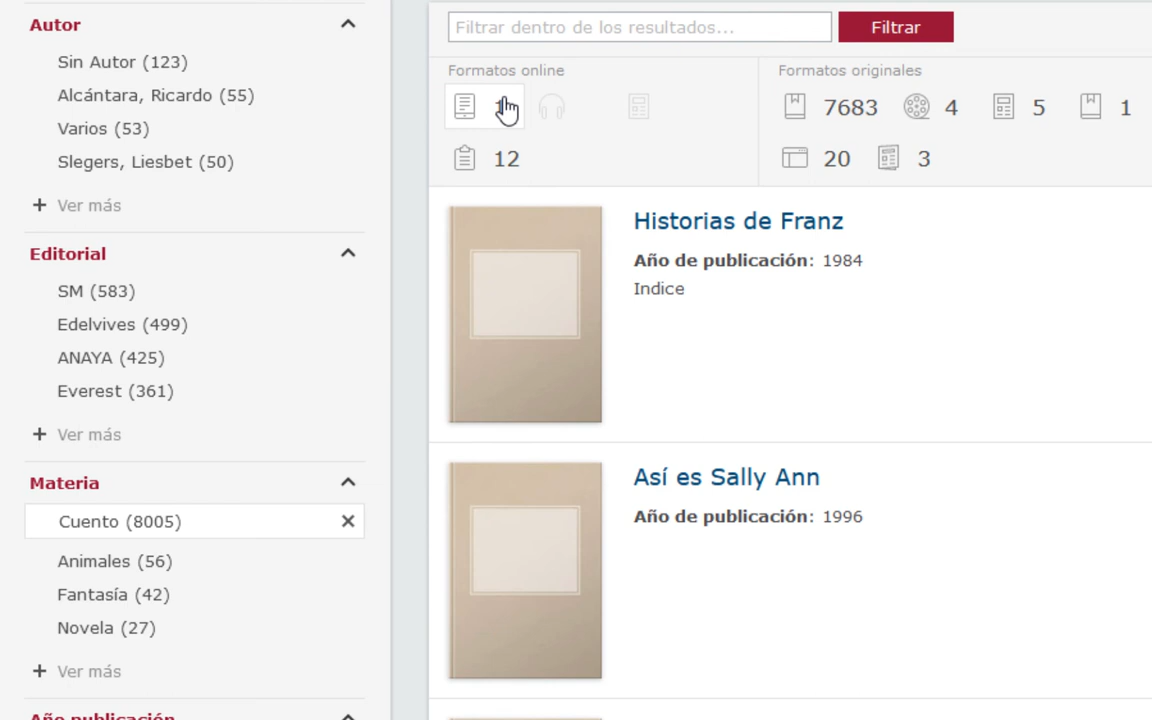 Autor
Sin Autor (123)
Alcántara, Ricardo (55)
Varios (53)
Slegers, Liesbet (50)
+ Ver más
Editorial
SM (583)
Edelvives (499)
ANAYA (425)
Everest (361)
+ Ver más
Materia
Cuento (8005)
Animales (56)
Fantasía (42)
Novela (27)
+ Ver más
Año publicación
Filtrar dentro de los resultados...
Filtrar
Formatos online
12
Formatos originales
7683 4 5 1
20 3
Historias de Franz
Año de publicación: 1984
Indice
Así es Sally Ann
Año de publicación: 1996